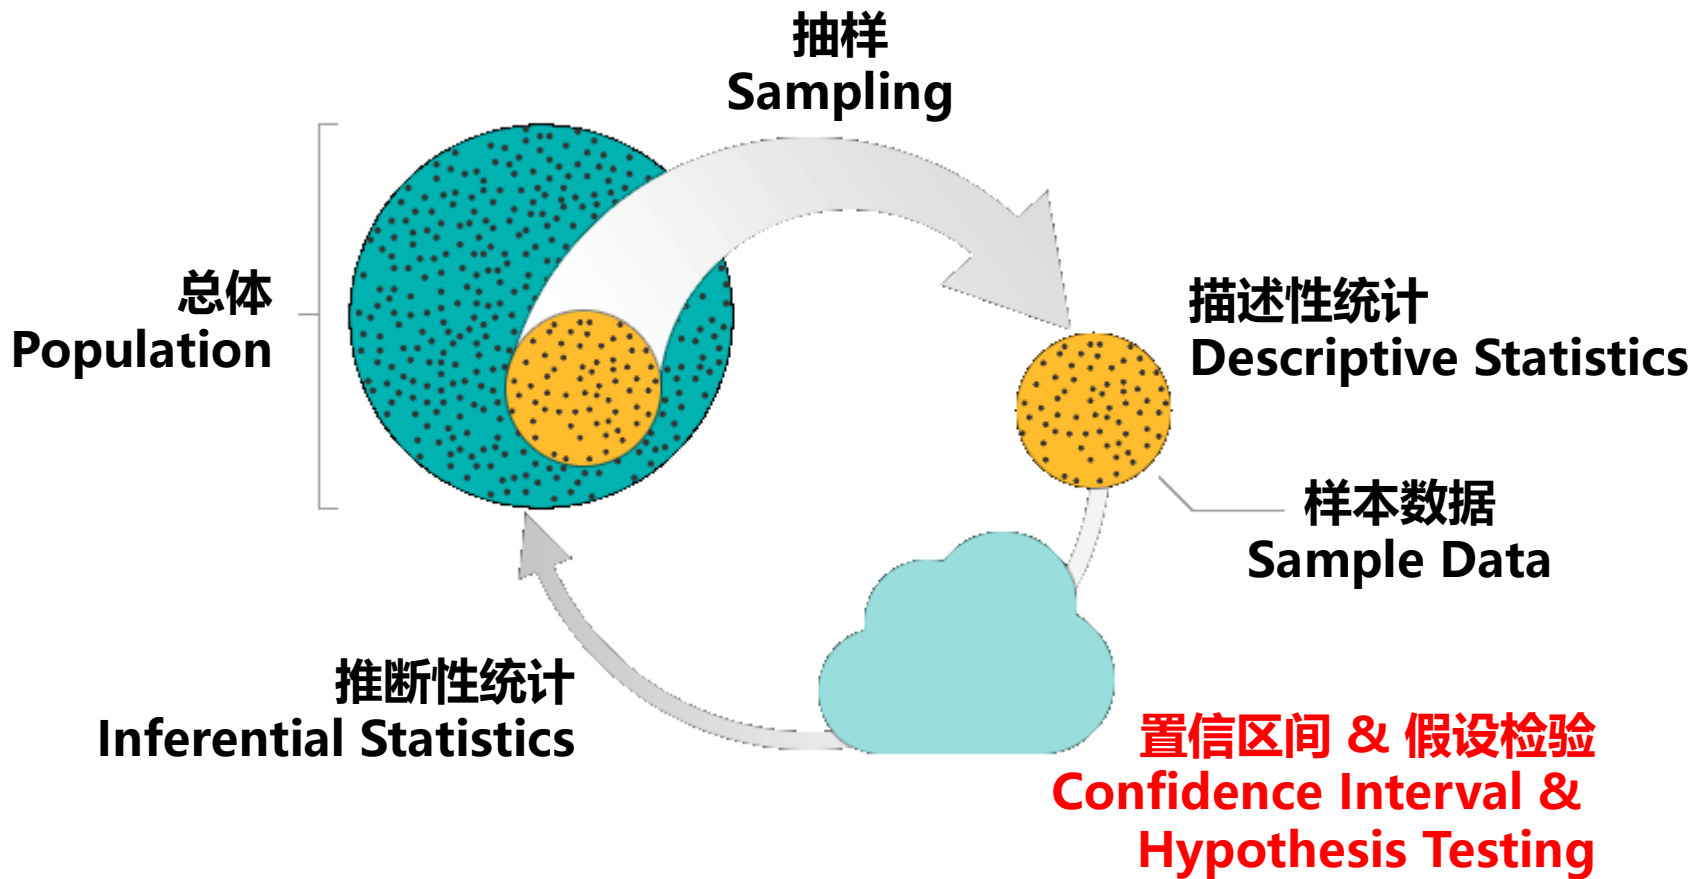 抽样
Sampling
总体
Population
描述性统计
Descriptive Statistics
样本数据
Sample Data
推断性统计
Inferential Statistics
置信区间 & 假设检验
Confidence Interval &
Hypothesis Testing